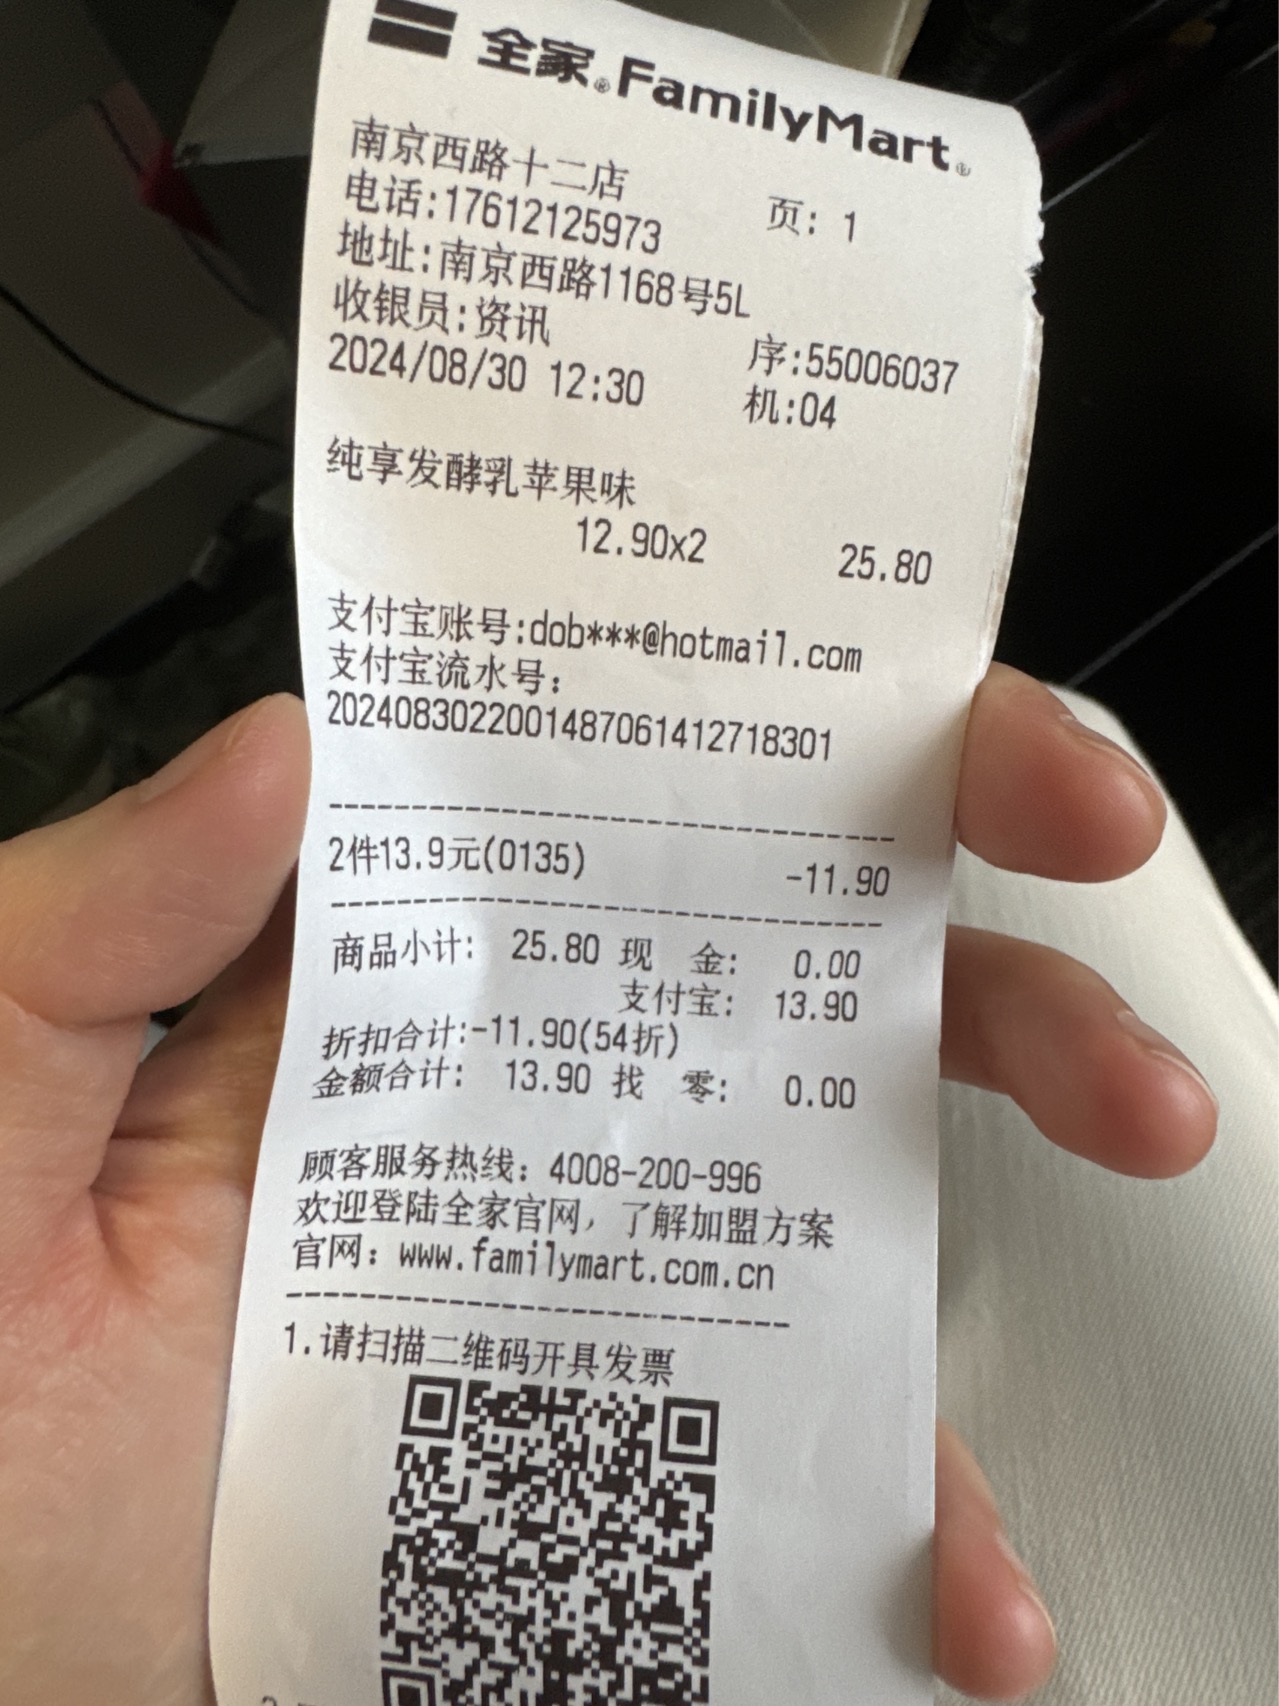 全家®FamilyMart®
南京西路十二店 页: 1
电话:17612125973
地址:南京西路1168号5L
收银员:资讯 序:55006037
2024/08/30 12:30 机:04
纯享发酵乳苹果味
12.90x2 25.80
支付宝账号:dob***@hotmail.com
支付宝流水号:
2024083022001487061412718301
--------------------------------
2件13.9元(0135) -11.90
--------------------------------
商品小计: 25.80 现 金: 0.00
支付宝: 13.90
折扣合计:-11.90(54折)
金额合计: 13.90 找 零: 0.00
顾客服务热线: 4008-200-996
欢迎登陆全家官网, 了解加盟方案
官网: www.familymart.com.cn
--------------------------------
1.请扫描二维码开具发票